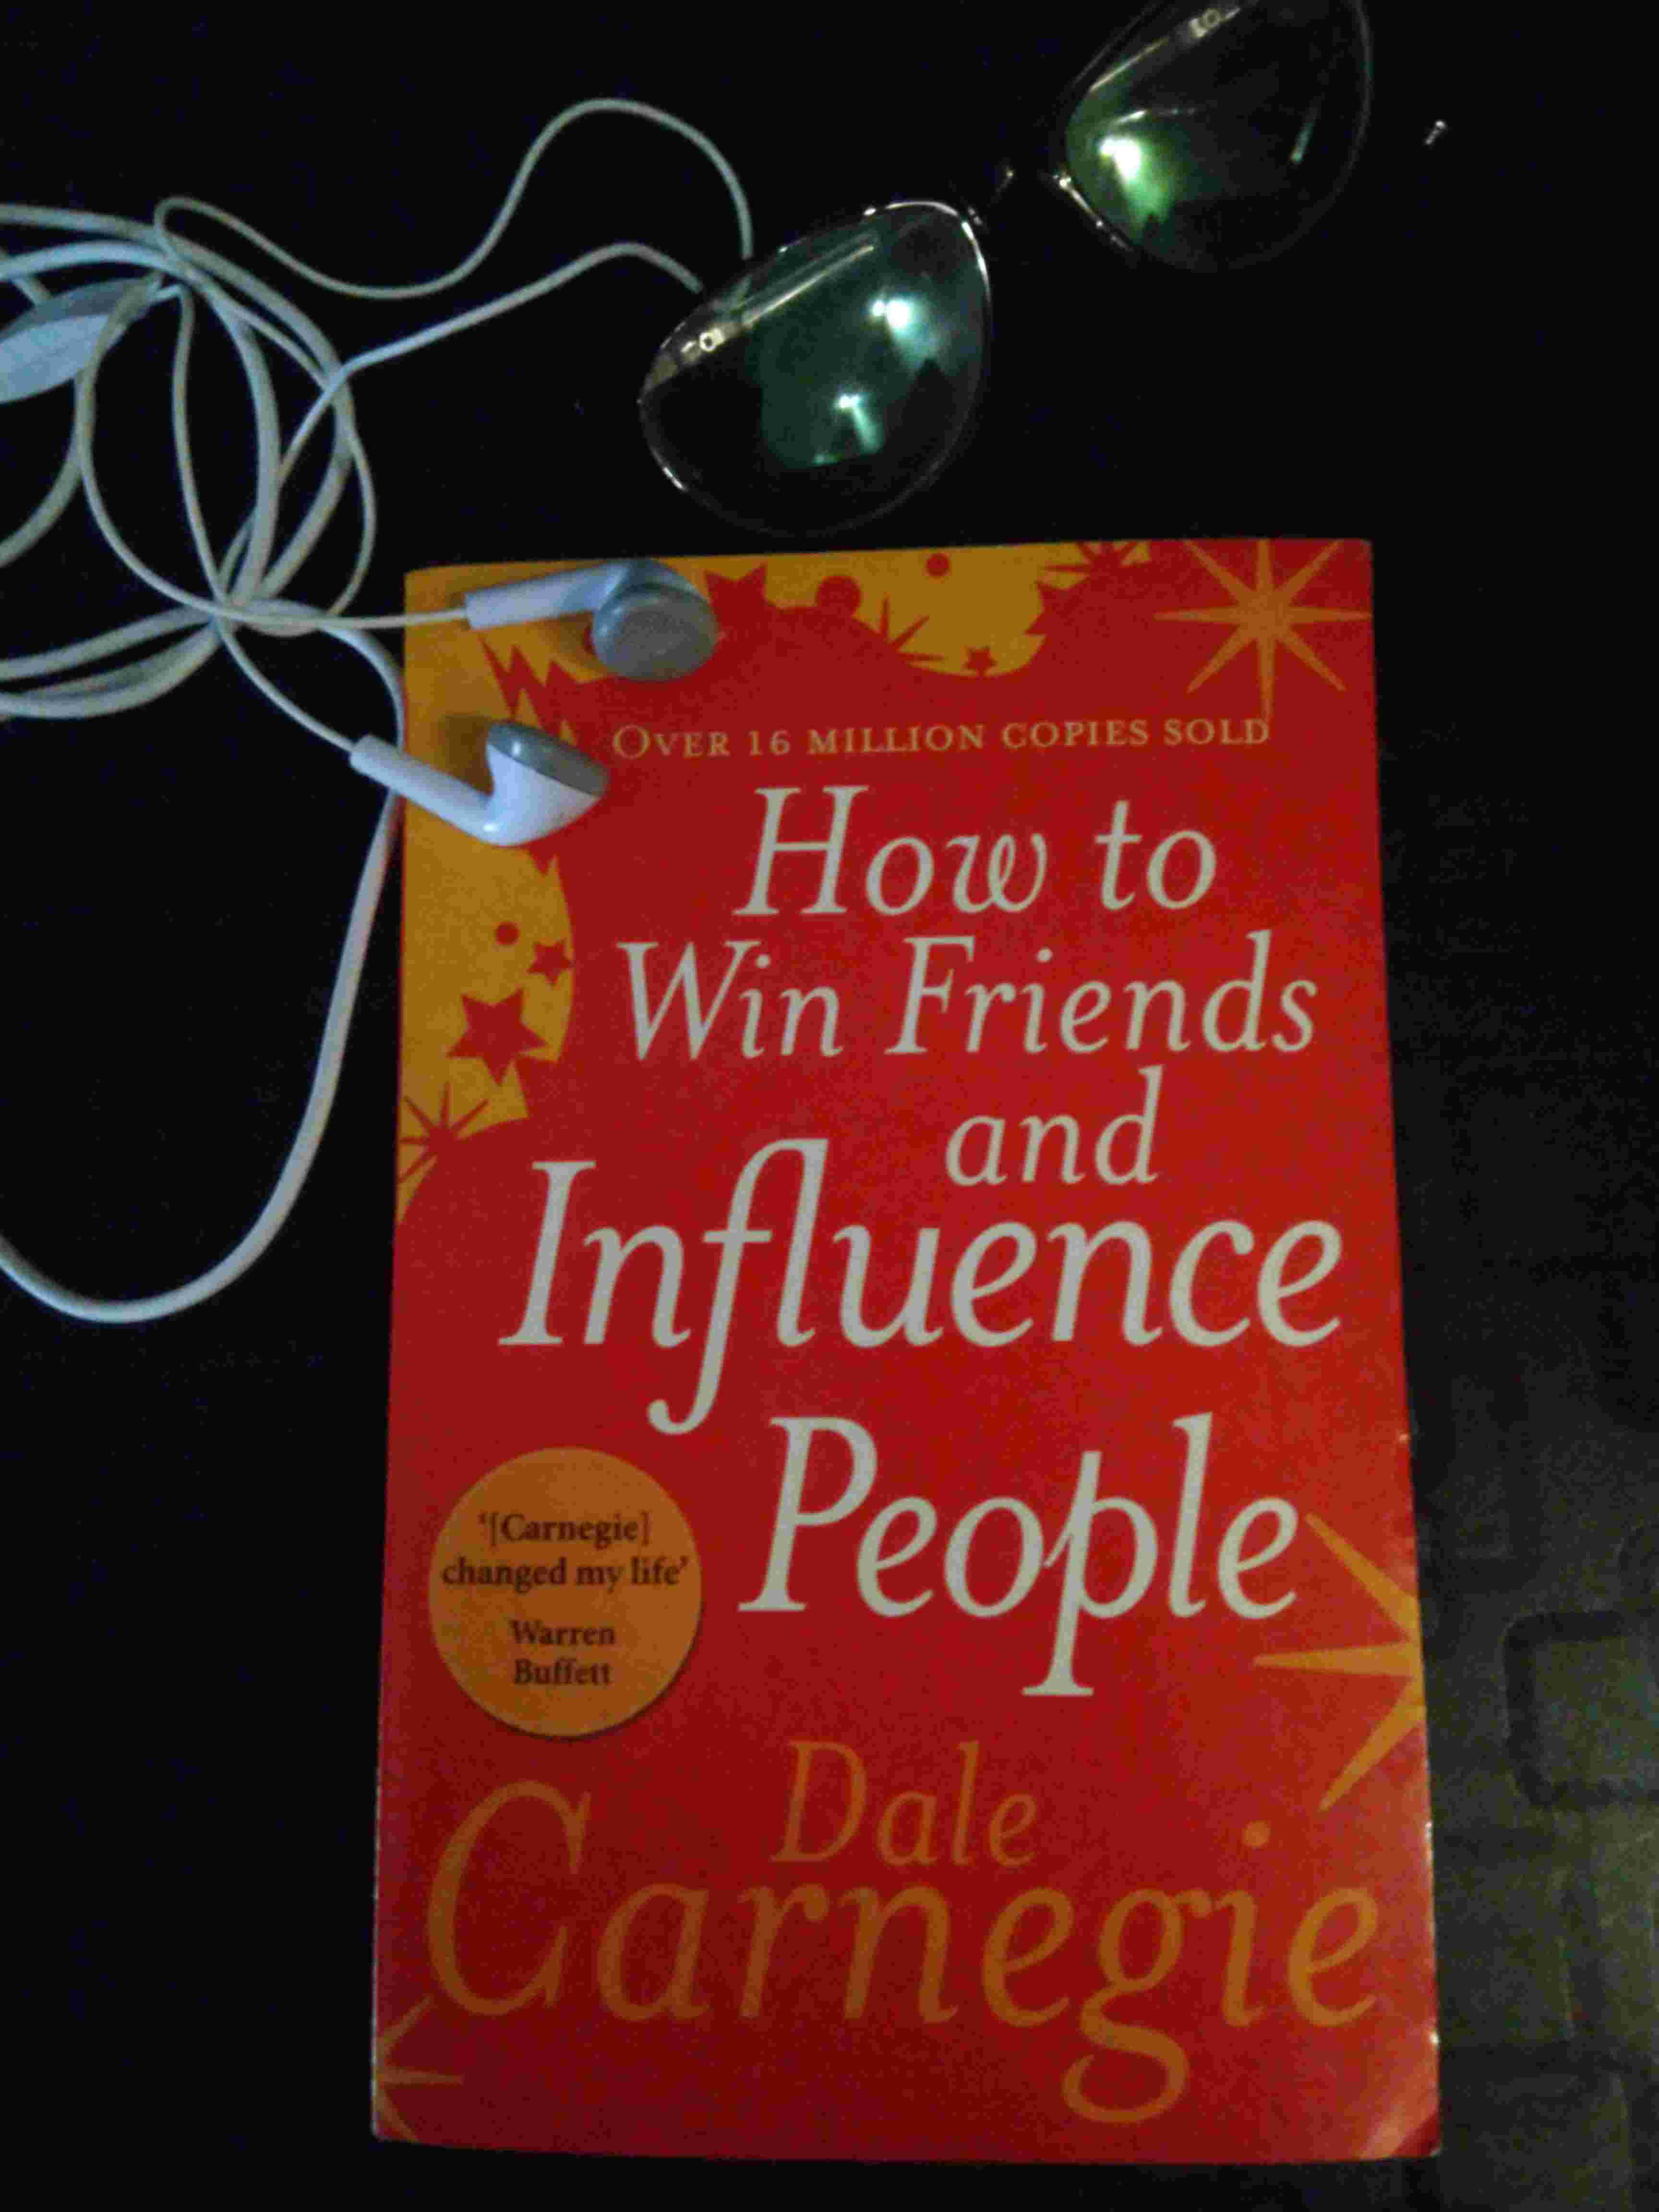 OVER 16 MILLION COPIES SOLD
How to
Win Friends
and
Influence
People
'[Carnegie]
changed my life'
Warren
Buffett
Dale
Carnegie